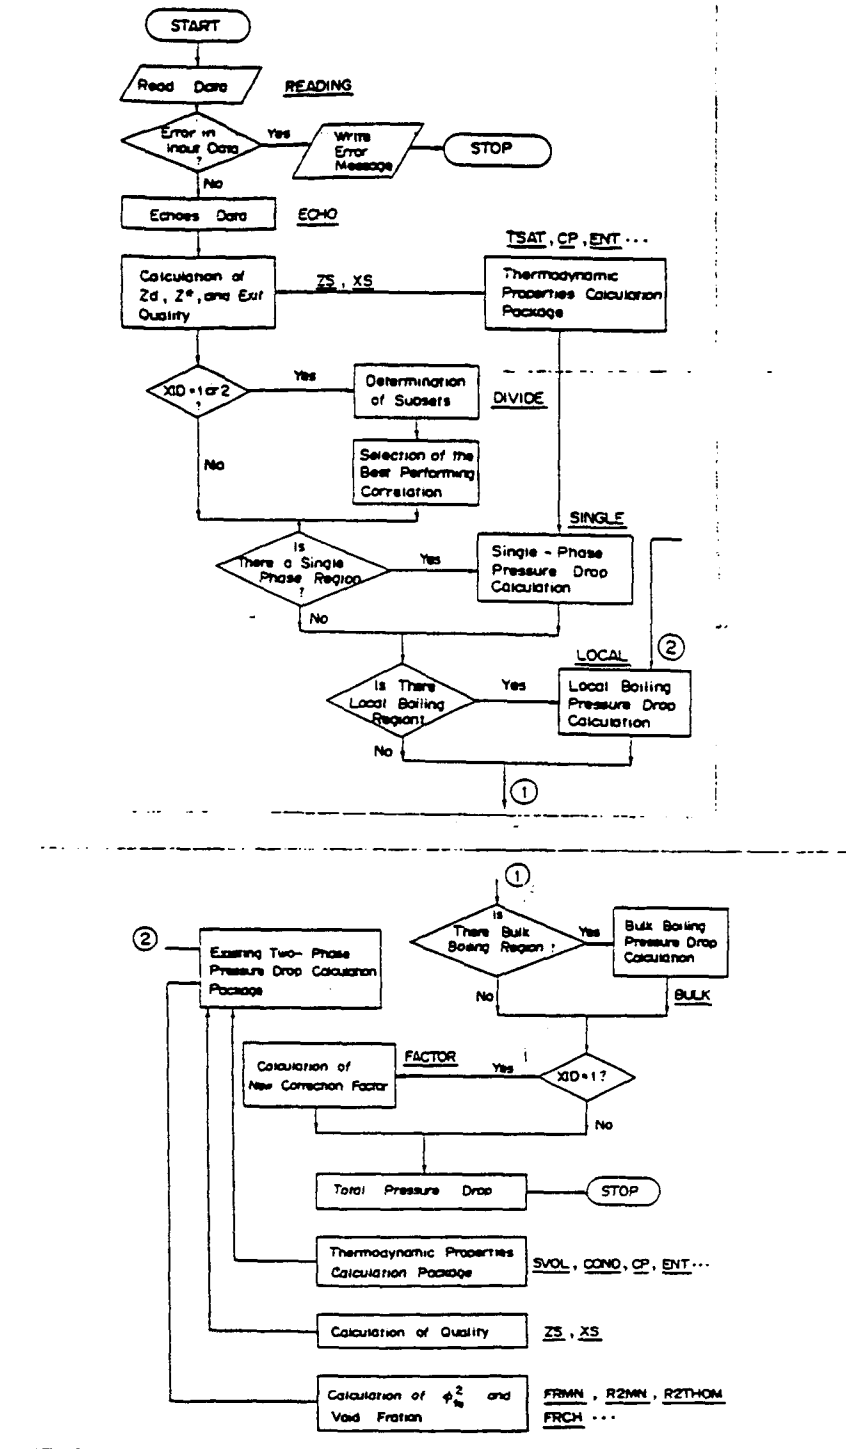 START
Read Data
READING
Error in
Input Data
?
Yes
Write
Error
Message
STOP
No
Echoes Data
ECHO
TSAT, CP, ENT ···
Calculation of
Zd, Z*, and Exit
Quality
ZS, XS
Thermodynamic
Properties Calculation
Package
XID = 1 or 2
?
Yes
Determination
of Subsets
DIVIDE
No
Selection of the
Best Performing
Correlation
SINGLE
Is
There a Single
Phase Region
?
Yes
Single - Phase
Pressure Drop
Calculation
No
2
LOCAL
Is There
Local Boiling
Region?
Yes
Local Boiling
Pressure Drop
Calculation
No
1
1
2
Is
There Bulk
Boiling Region ?
Yes
Bulk Boiling
Pressure Drop
Calculation
Existing Two- Phase
Pressure Drop Calculation
Package
No
BULK
Calculation of
New Correction Factor
FACTOR
Yes
XID = 1 ?
No
Total Pressure Drop
STOP
Thermodynamic Properties
Calculation Package
SVOL, COND, CP, ENT ···
Calculation of Quality
ZS, XS
Calculation of φ² and
Void Fration
FRMN, R2MN, R2THOM
FRCH ···